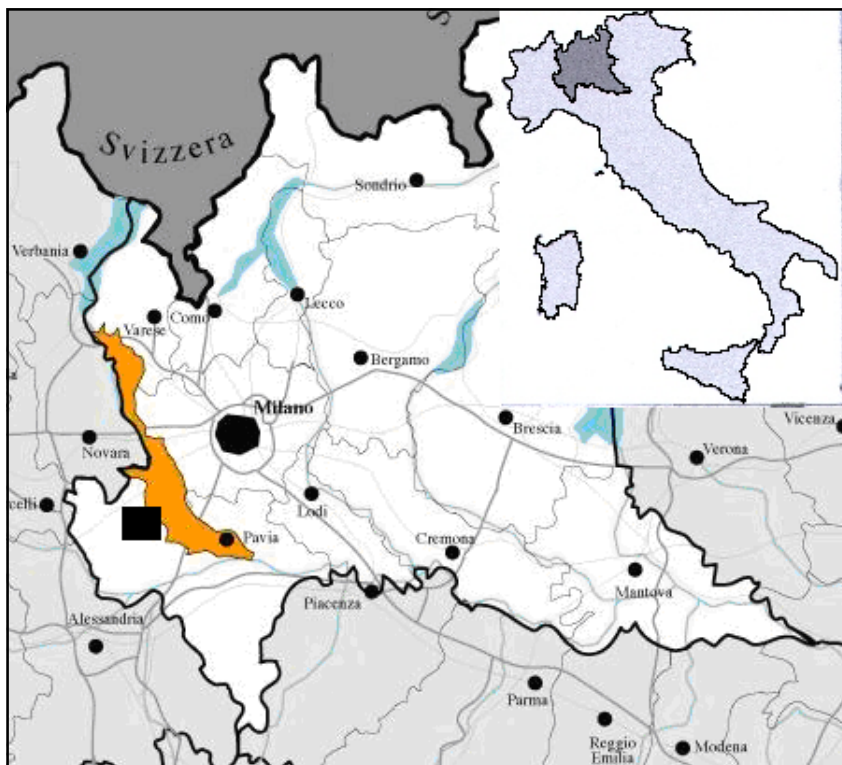 S
Svizzera
Sondrio
Verbania
Lecco
Como
Varese
Bergamo
Milano
Vicenza
Brescia
Novara
Verona
celli
Lodi
Pavia
Cremona
Mantova
Piacenza
Alessandria
Parma
Reggio
Emilia
Modena